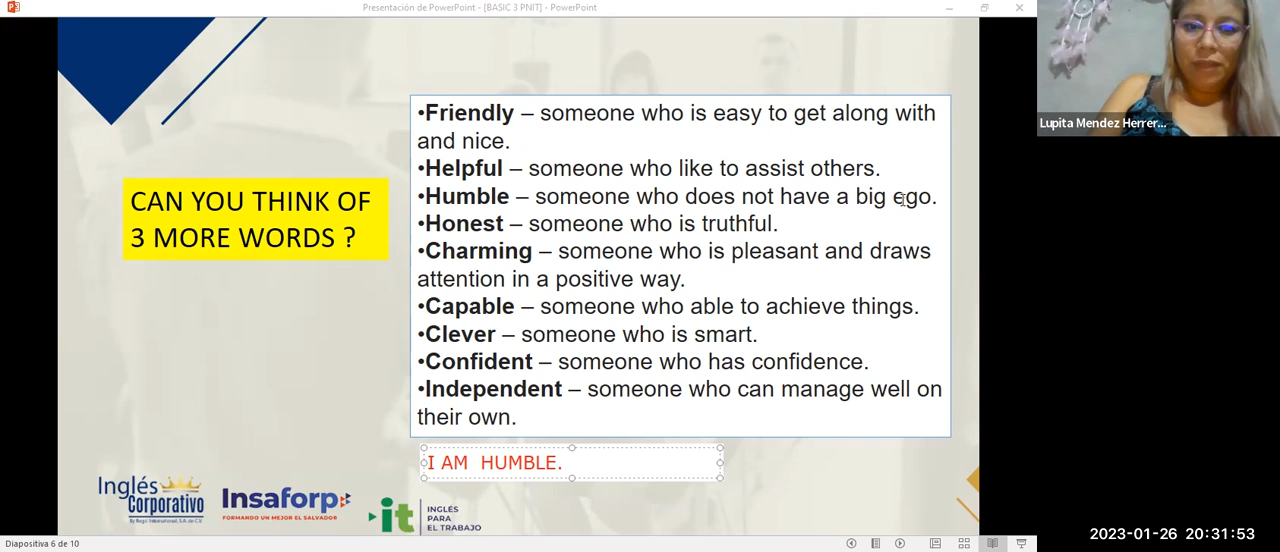 Presentación de PowerPoint - [BASIC 3 PNIT] - PowerPoint
Lupita Mendez Herrer...
CAN YOU THINK OF
3 MORE WORDS ?
•Friendly – someone who is easy to get along with
and nice.
•Helpful – someone who like to assist others.
•Humble – someone who does not have a big ego.
•Honest – someone who is truthful.
•Charming – someone who is pleasant and draws
attention in a positive way.
•Capable – someone who able to achieve things.
•Clever – someone who is smart.
•Confident – someone who has confidence.
•Independent – someone who can manage well on
their own.
I AM  HUMBLE.
Inglés
Corporativo
By Regio International, S.A. de C.V.
Insaforp
FORMANDO UN MEJOR EL SALVADOR
it
INGLÉS
PARA
EL TRABAJO
2023-01-26 20:31:53
Diapositiva 6 de 10